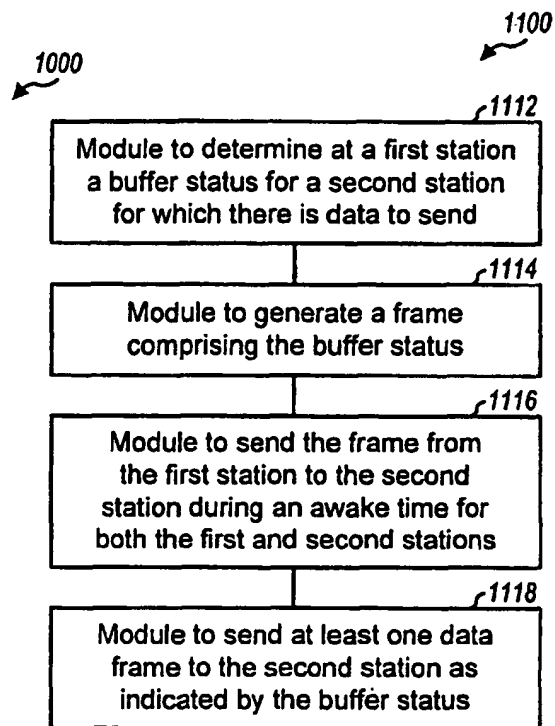 1000
1100
1112
Module to determine at a first station
a buffer status for a second station
for which there is data to send
1114
Module to generate a frame
comprising the buffer status
1116
Module to send the frame from
the first station to the second
station during an awake time for
both the first and second stations
1118
Module to send at least one data
frame to the second station as
indicated by the buffer status